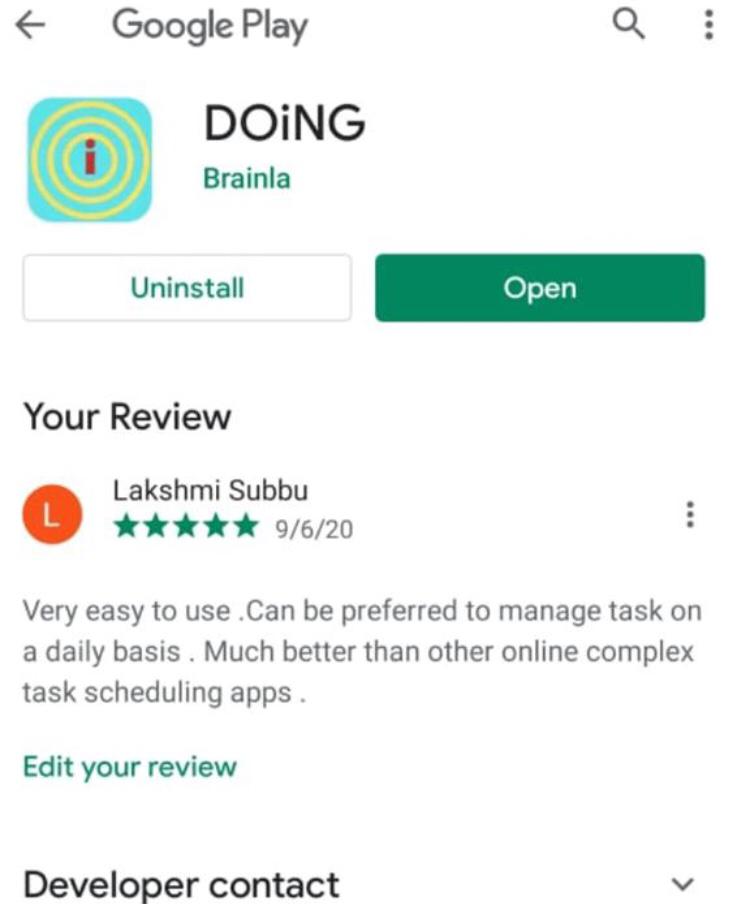 Google Play
i
DOiNG
Brainla
Uninstall
Open
Your Review
L
Lakshmi Subbu
9/6/20
Very easy to use .Can be preferred to manage task on
a daily basis . Much better than other online complex
task scheduling apps .
Edit your review
Developer contact